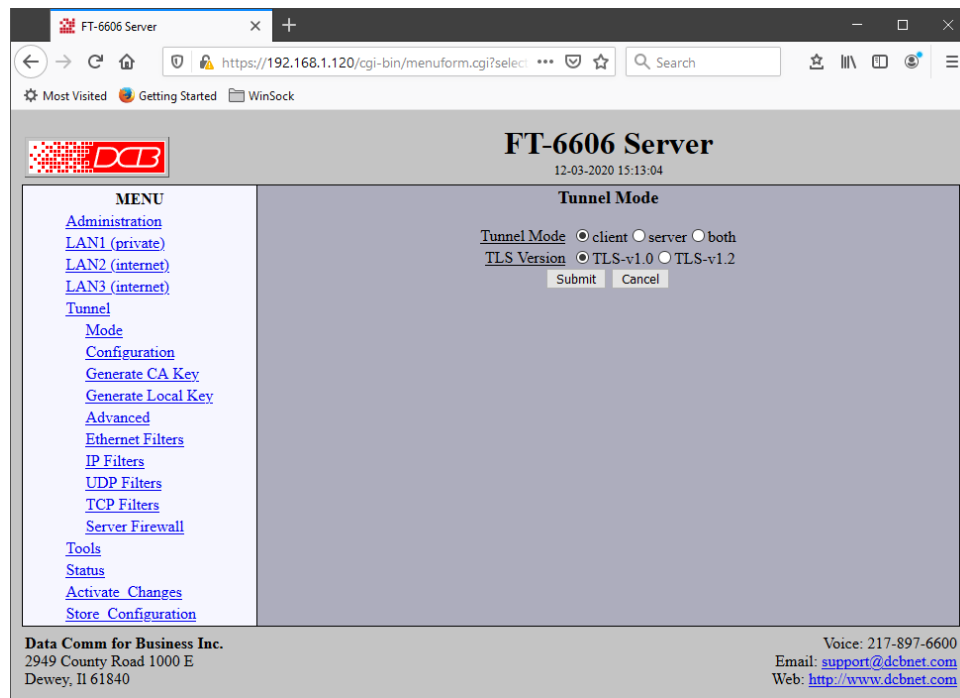 FT-6606 Server
https://192.168.1.120/cgi-bin/menuform.cgi?select
Search
Most Visited Getting Started WinSock
DCB
FT-6606 Server
12-03-2020 15:13:04
MENU
Administration
LAN1 (private)
LAN2 (internet)
LAN3 (internet)
Tunnel
Mode
Configuration
Generate CA Key
Generate Local Key
Advanced
Ethernet Filters
IP Filters
UDP Filters
TCP Filters
Server Firewall
Tools
Status
Activate Changes
Store Configuration
Tunnel Mode
Tunnel Mode client server both
TLS Version TLS-v1.0 TLS-v1.2
Submit Cancel
Data Comm for Business Inc.
2949 County Road 1000 E
Dewey, Il 61840
Voice: 217-897-6600
Email: support@dcbnet.com
Web: http://www.dcbnet.com